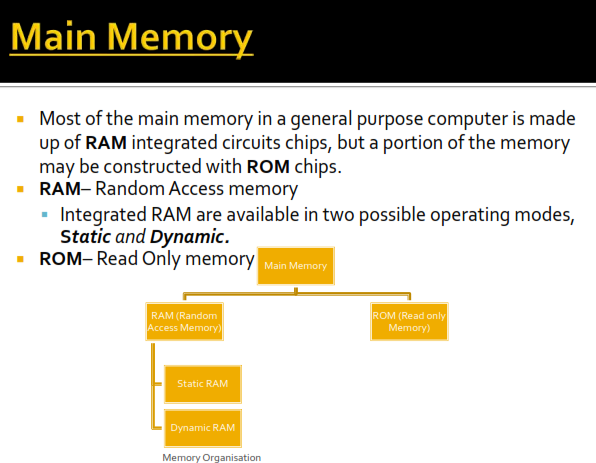 Main Memory
Most of the main memory in a general purpose computer is made
up of RAM integrated circuits chips, but a portion of the memory
may be constructed with ROM chips.
RAM– Random Access memory
Integrated RAM are available in two possible operating modes,
Static and Dynamic.
ROM– Read Only memory
Main Memory
RAM (Random
Access Memory)
ROM (Read only
Memory)
Static RAM
Dynamic RAM
Memory Organisation